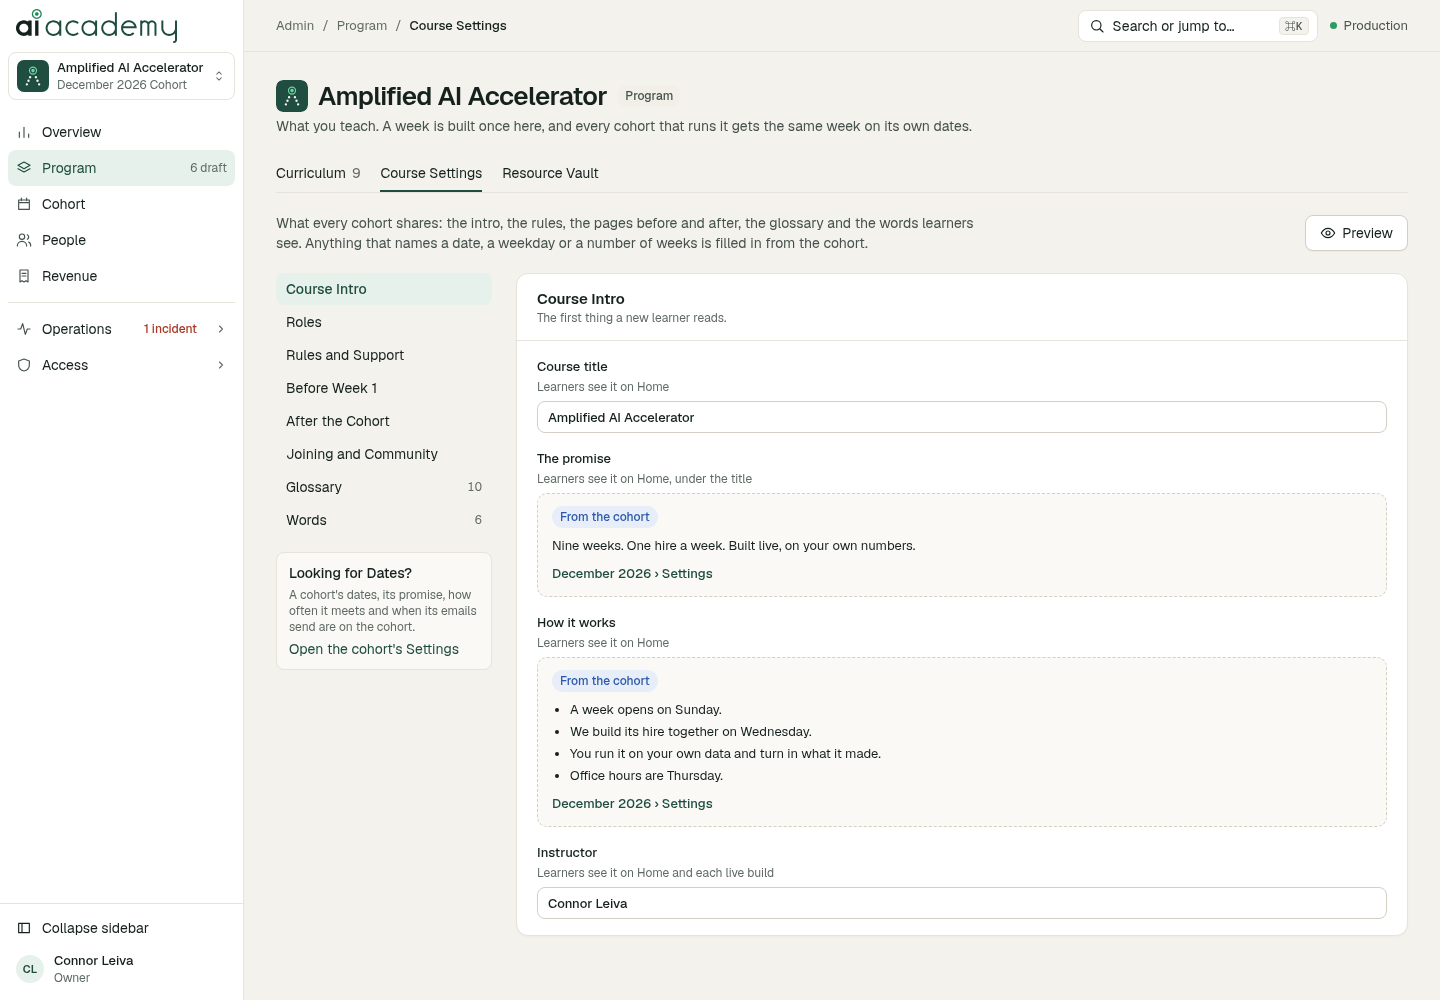 ai academy
Amplified AI Accelerator
December 2026 Cohort
Overview
Program 6 draft
Cohort
People
Revenue
Operations 1 incident
Access
Collapse sidebar
CL
Connor Leiva
Owner
Admin / Program / Course Settings
Search or jump to... ⌘K
Production
Amplified AI Accelerator Program
What you teach. A week is built once here, and every cohort that runs it gets the same week on its own dates.
Curriculum 9 Course Settings Resource Vault
What every cohort shares: the intro, the rules, the pages before and after, the glossary and the words learners
see. Anything that names a date, a weekday or a number of weeks is filled in from the cohort.
Preview
Course Intro
Roles
Rules and Support
Before Week 1
After the Cohort
Joining and Community
Glossary 10
Words 6
Looking for Dates?
A cohort's dates, its promise, how
often it meets and when its emails
send are on the cohort.
Open the cohort's Settings
Course Intro
The first thing a new learner reads.
Course title
Learners see it on Home
Amplified AI Accelerator
The promise
Learners see it on Home, under the title
From the cohort
Nine weeks. One hire a week. Built live, on your own numbers.
December 2026 › Settings
How it works
Learners see it on Home
From the cohort
• A week opens on Sunday.
• We build its hire together on Wednesday.
• You run it on your own data and turn in what it made.
• Office hours are Thursday.
December 2026 › Settings
Instructor
Learners see it on Home and each live build
Connor Leiva